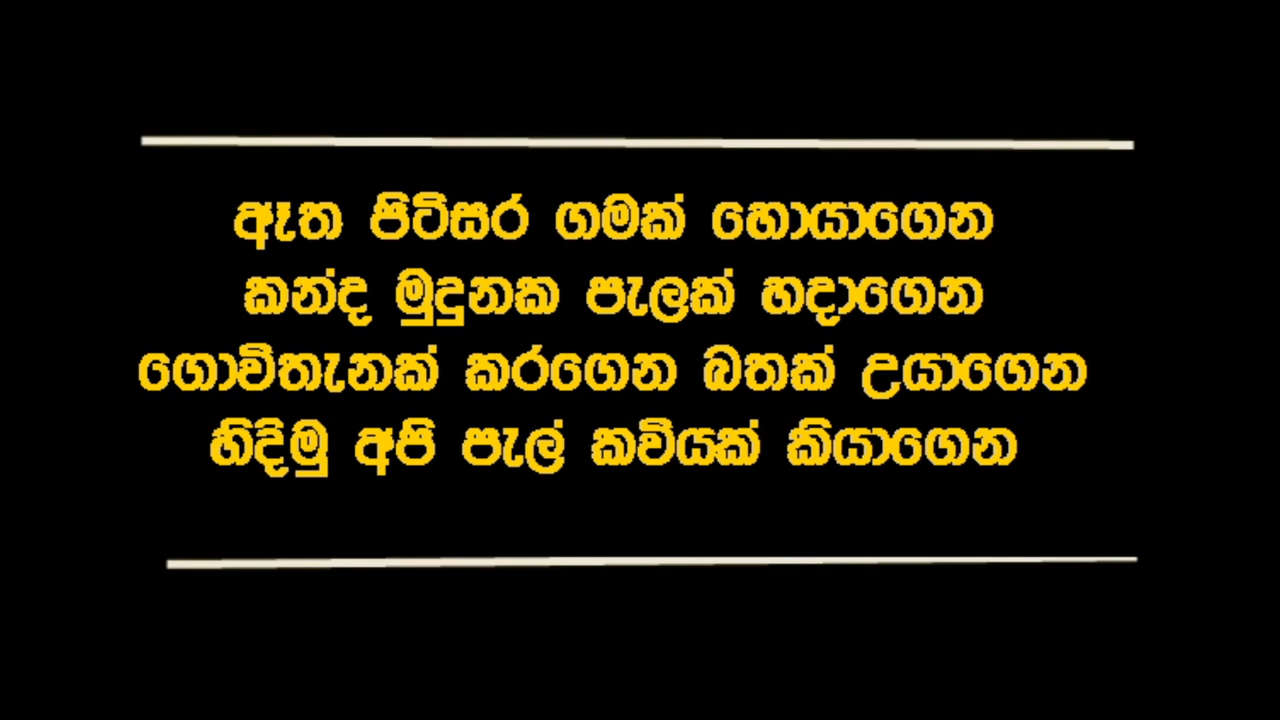 ඈත පිටිසර ගමක් හොයාගෙන
කන්ද මුදුනක පැලක් හදාගෙන
ගොවිතැනක් කරගෙන බතක් උයාගෙන
හිදිමු අපි පැල් කවියක් කියාගෙන